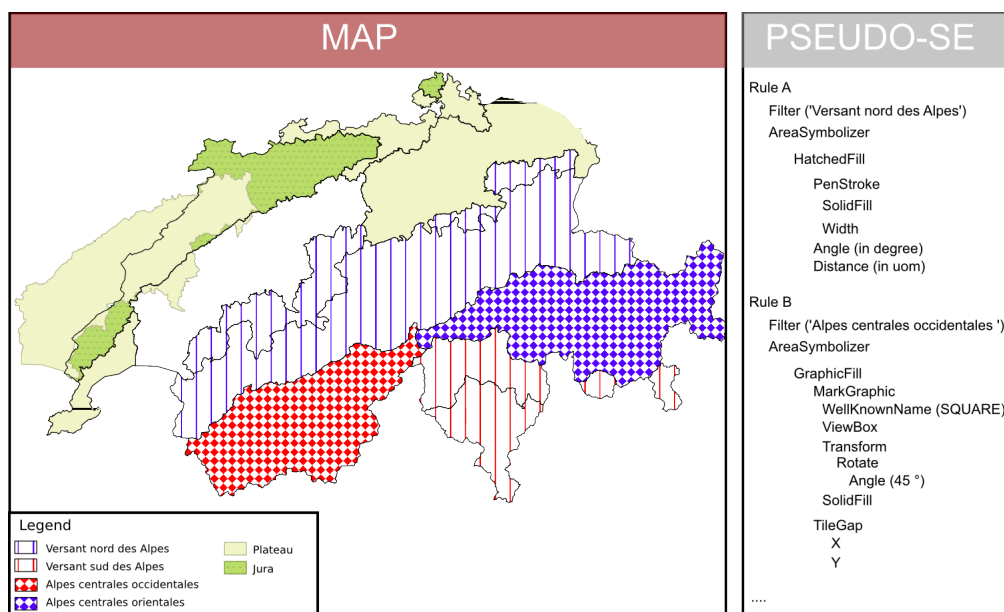 MAP
PSEUDO-SE
Rule A
Filter ('Versant nord des Alpes')
AreaSymbolizer
HatchedFill
PenStroke
SolidFill
Width
Angle (in degree)
Distance (in uom)
Rule B
Filter ('Alpes centrales occidentales ')
AreaSymbolizer
GraphicFill
MarkGraphic
WellKnownName (SQUARE)
ViewBox
Transform
Rotate
Angle (45 °)
SolidFill
TileGap
X
Y
....
Legend
Versant nord des Alpes
Versant sud des Alpes
Alpes centrales occidentales
Alpes centrales orientales
Plateau
Jura